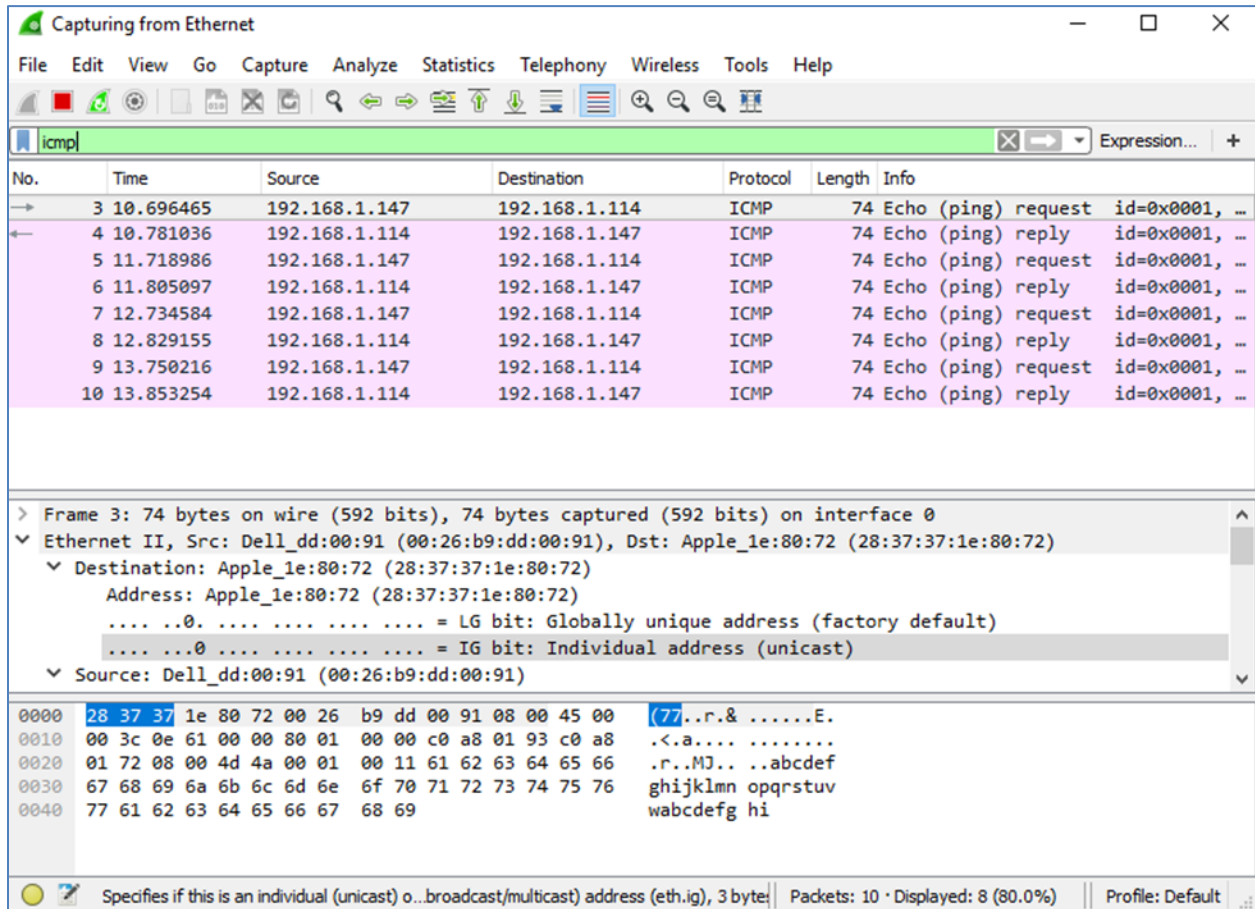 Capturing from Ethernet
File Edit View Go Capture Analyze Statistics Telephony Wireless Tools Help
icmp Expression... +
No. Time Source Destination Protocol Length Info
3 10.696465 192.168.1.147 192.168.1.114 ICMP 74 Echo (ping) request id=0x0001, …
4 10.781036 192.168.1.114 192.168.1.147 ICMP 74 Echo (ping) reply id=0x0001, …
5 11.718986 192.168.1.147 192.168.1.114 ICMP 74 Echo (ping) request id=0x0001, …
6 11.805097 192.168.1.114 192.168.1.147 ICMP 74 Echo (ping) reply id=0x0001, …
7 12.734584 192.168.1.147 192.168.1.114 ICMP 74 Echo (ping) request id=0x0001, …
8 12.829155 192.168.1.114 192.168.1.147 ICMP 74 Echo (ping) reply id=0x0001, …
9 13.750216 192.168.1.147 192.168.1.114 ICMP 74 Echo (ping) request id=0x0001, …
10 13.853254 192.168.1.114 192.168.1.147 ICMP 74 Echo (ping) reply id=0x0001, …
> Frame 3: 74 bytes on wire (592 bits), 74 bytes captured (592 bits) on interface 0
Ethernet II, Src: Dell_dd:00:91 (00:26:b9:dd:00:91), Dst: Apple_1e:80:72 (28:37:37:1e:80:72)
Destination: Apple_1e:80:72 (28:37:37:1e:80:72)
Address: Apple_1e:80:72 (28:37:37:1e:80:72)
.... ..0. .... .... .... .... = LG bit: Globally unique address (factory default)
.... ...0 .... .... .... .... = IG bit: Individual address (unicast)
Source: Dell_dd:00:91 (00:26:b9:dd:00:91)
0000 28 37 37 1e 80 72 00 26 b9 dd 00 91 08 00 45 00 (77..r.& ......E.
0010 00 3c 0e 61 00 00 80 01 00 00 c0 a8 01 93 c0 a8 .<.a.... ........
0020 01 72 08 00 4d 4a 00 01 00 11 61 62 63 64 65 66 .r..MJ.. ..abcdef
0030 67 68 69 6a 6b 6c 6d 6e 6f 70 71 72 73 74 75 76 ghijklmn opqrstuv
0040 77 61 62 63 64 65 66 67 68 69 wabcdefg hi
Specifies if this is an individual (unicast) o...broadcast/multicast) address (eth.ig), 3 bytes Packets: 10 · Displayed: 8 (80.0%) Profile: Default